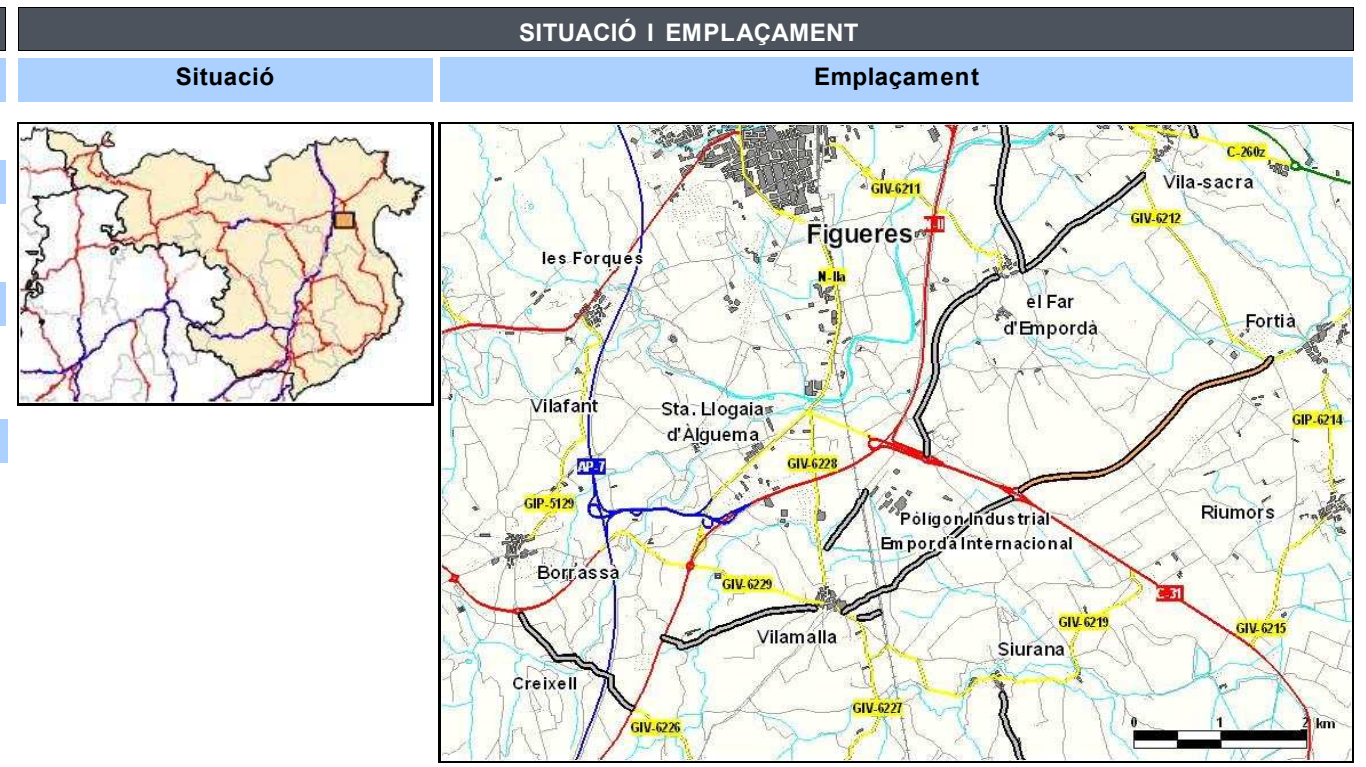 SITUACIÓ I EMPLAÇAMENT
Situació
Emplaçament
C-260z
Vila-sacra
GIV-6211
GIV-6212
Figueres
les Forques
N-IIa
el Far
d'Empordà
Fortià
Vilafant
Sta. Llogaia
d'Àlguema
GIP-6214
AP-7
GIV-6228
GIP-5129
Riumors
Polígon Industrial
Empordà Internacional
Borrassa
GIV-6229
C-31
GIV-6219
GIV-6215
Vilamalla
Siurana
Creixell
GIV-6227
GIV-6226
0 1 2 km